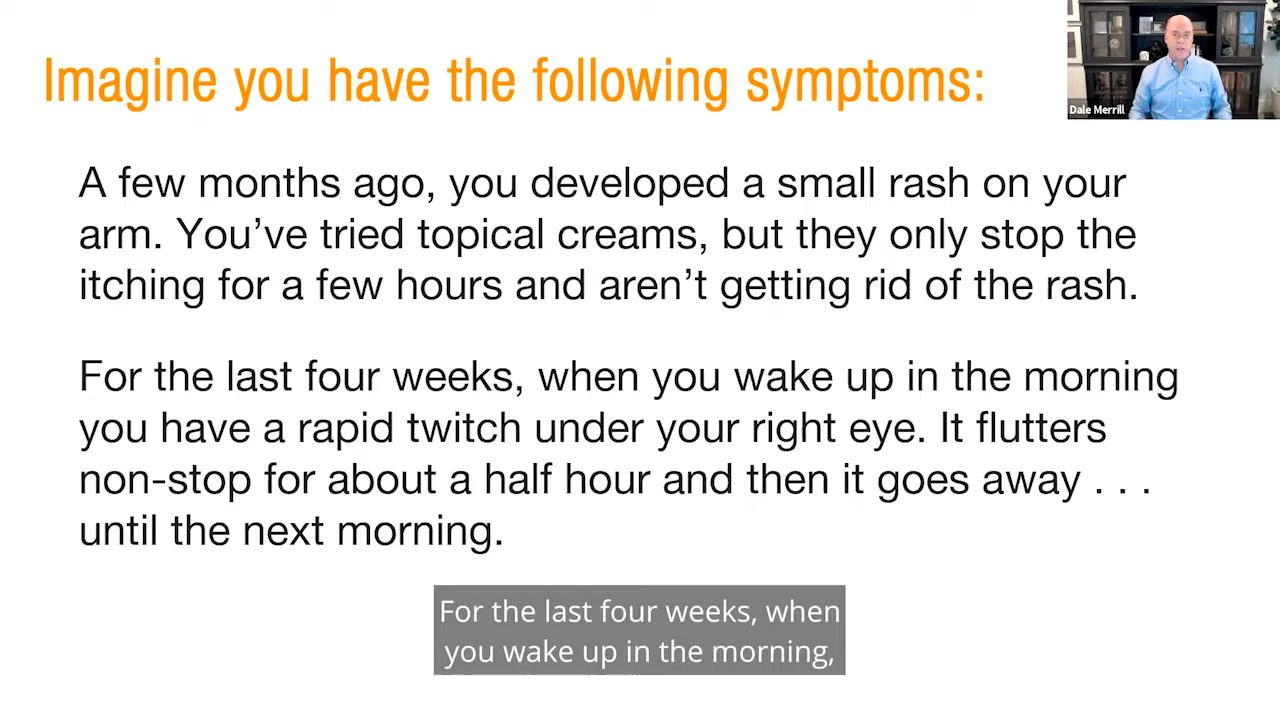 Imagine you have the following symptoms:
Dale Merrill
A few months ago, you developed a small rash on your
arm. You’ve tried topical creams, but they only stop the
itching for a few hours and aren’t getting rid of the rash.
For the last four weeks, when you wake up in the morning
you have a rapid twitch under your right eye. It flutters
non-stop for about a half hour and then it goes away . . .
until the next morning.
For the last four weeks, when
you wake up in the morning,